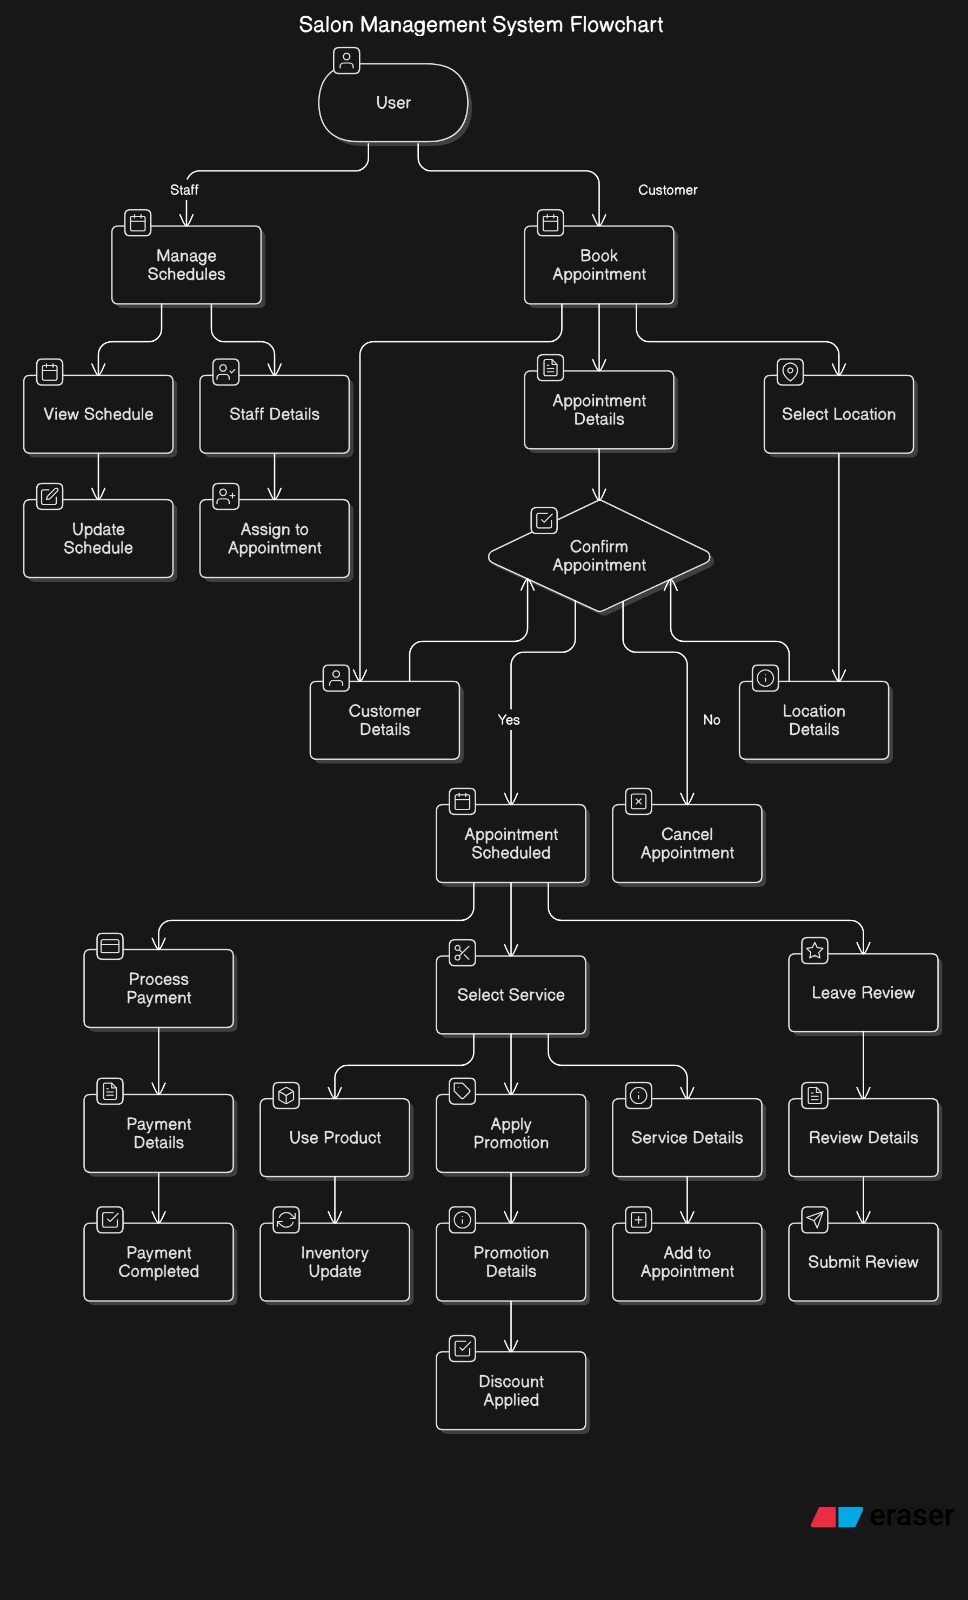 Salon Management System Flowchart
User
Staff
Customer
Manage
Schedules
Book
Appointment
View Schedule
Staff Details
Appointment
Details
Select Location
Update
Schedule
Assign to
Appointment
Confirm
Appointment
Customer
Details
Yes
No
Location
Details
Appointment
Scheduled
Cancel
Appointment
Process
Payment
Select Service
Leave Review
Payment
Details
Use Product
Apply
Promotion
Service Details
Review Details
Payment
Completed
Inventory
Update
Promotion
Details
Add to
Appointment
Submit Review
Discount
Applied
eraser